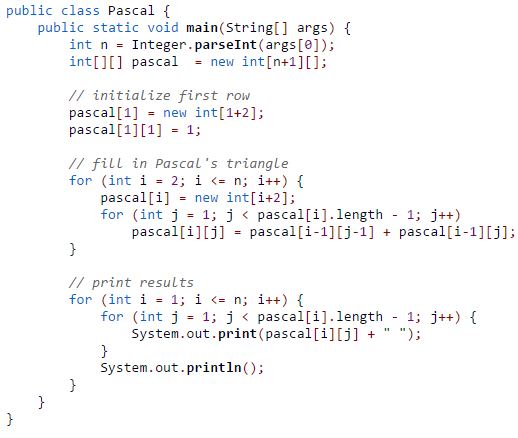 public class Pascal {
    public static void main(String[] args) {
        int n = Integer.parseInt(args[0]);
        int[][] pascal  = new int[n+1][];

        // initialize first row
        pascal[1] = new int[1+2];
        pascal[1][1] = 1;

        // fill in Pascal's triangle
        for (int i = 2; i <= n; i++) {
            pascal[i] = new int[i+2];
            for (int j = 1; j < pascal[i].length - 1; j++)
                pascal[i][j] = pascal[i-1][j-1] + pascal[i-1][j];
        }

        // print results
        for (int i = 1; i <= n; i++) {
            for (int j = 1; j < pascal[i].length - 1; j++) {
                System.out.print(pascal[i][j] + " ");
            }
            System.out.println();
        }
    }
}